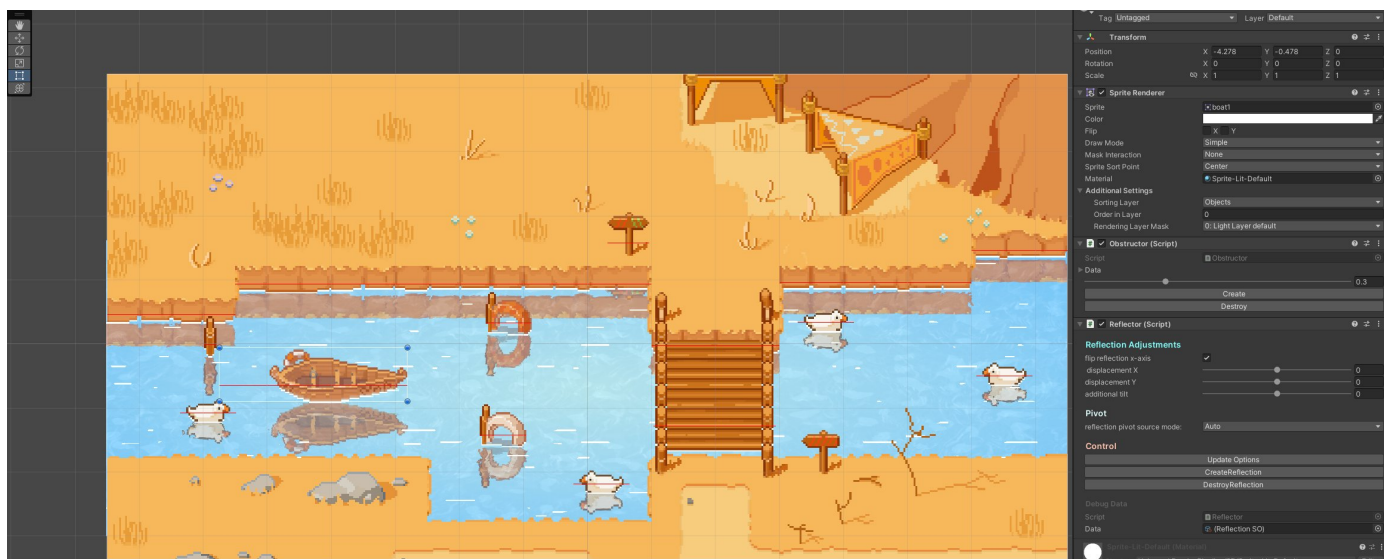 Tag Untagged Layer Default
Transform
Position X -4.278 Y -0.478 Z 0
Rotation X 0 Y 0 Z 0
Scale X 1 Y 1 Z 1
Sprite Renderer
Sprite boat1
Color
Flip X Y
Draw Mode Simple
Mask Interaction None
Sprite Sort Point Center
Material Sprite-Lit-Default
Additional Settings
Sorting Layer Objects
Order in Layer 0
Rendering Layer Mask 0: Light Layer default
Obstructor (Script)
Script Obstructor
Data
0.3
Create
Destroy
Reflector (Script)
Reflection Adjustments
flip reflection x-axis
displacement X 0
displacement Y 0
additional tilt 0
Pivot
reflection pivot source mode: Auto
Control
Update Options
CreateReflection
DestroyReflection
Debug Data
Script Reflector
Data (Reflection SO)
Sprite-Lit-Default (Material)